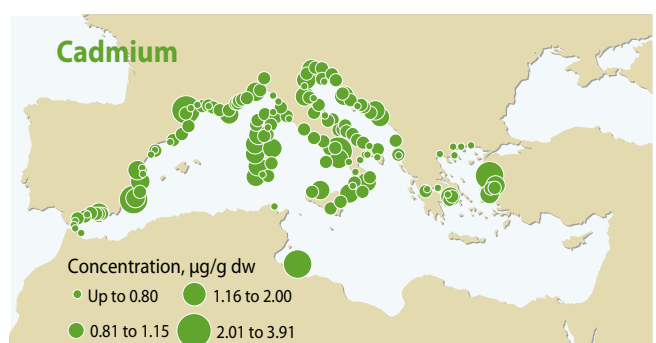 Cadmium
Concentration, µg/g dw
Up to 0.80
1.16 to 2.00
0.81 to 1.15
2.01 to 3.91